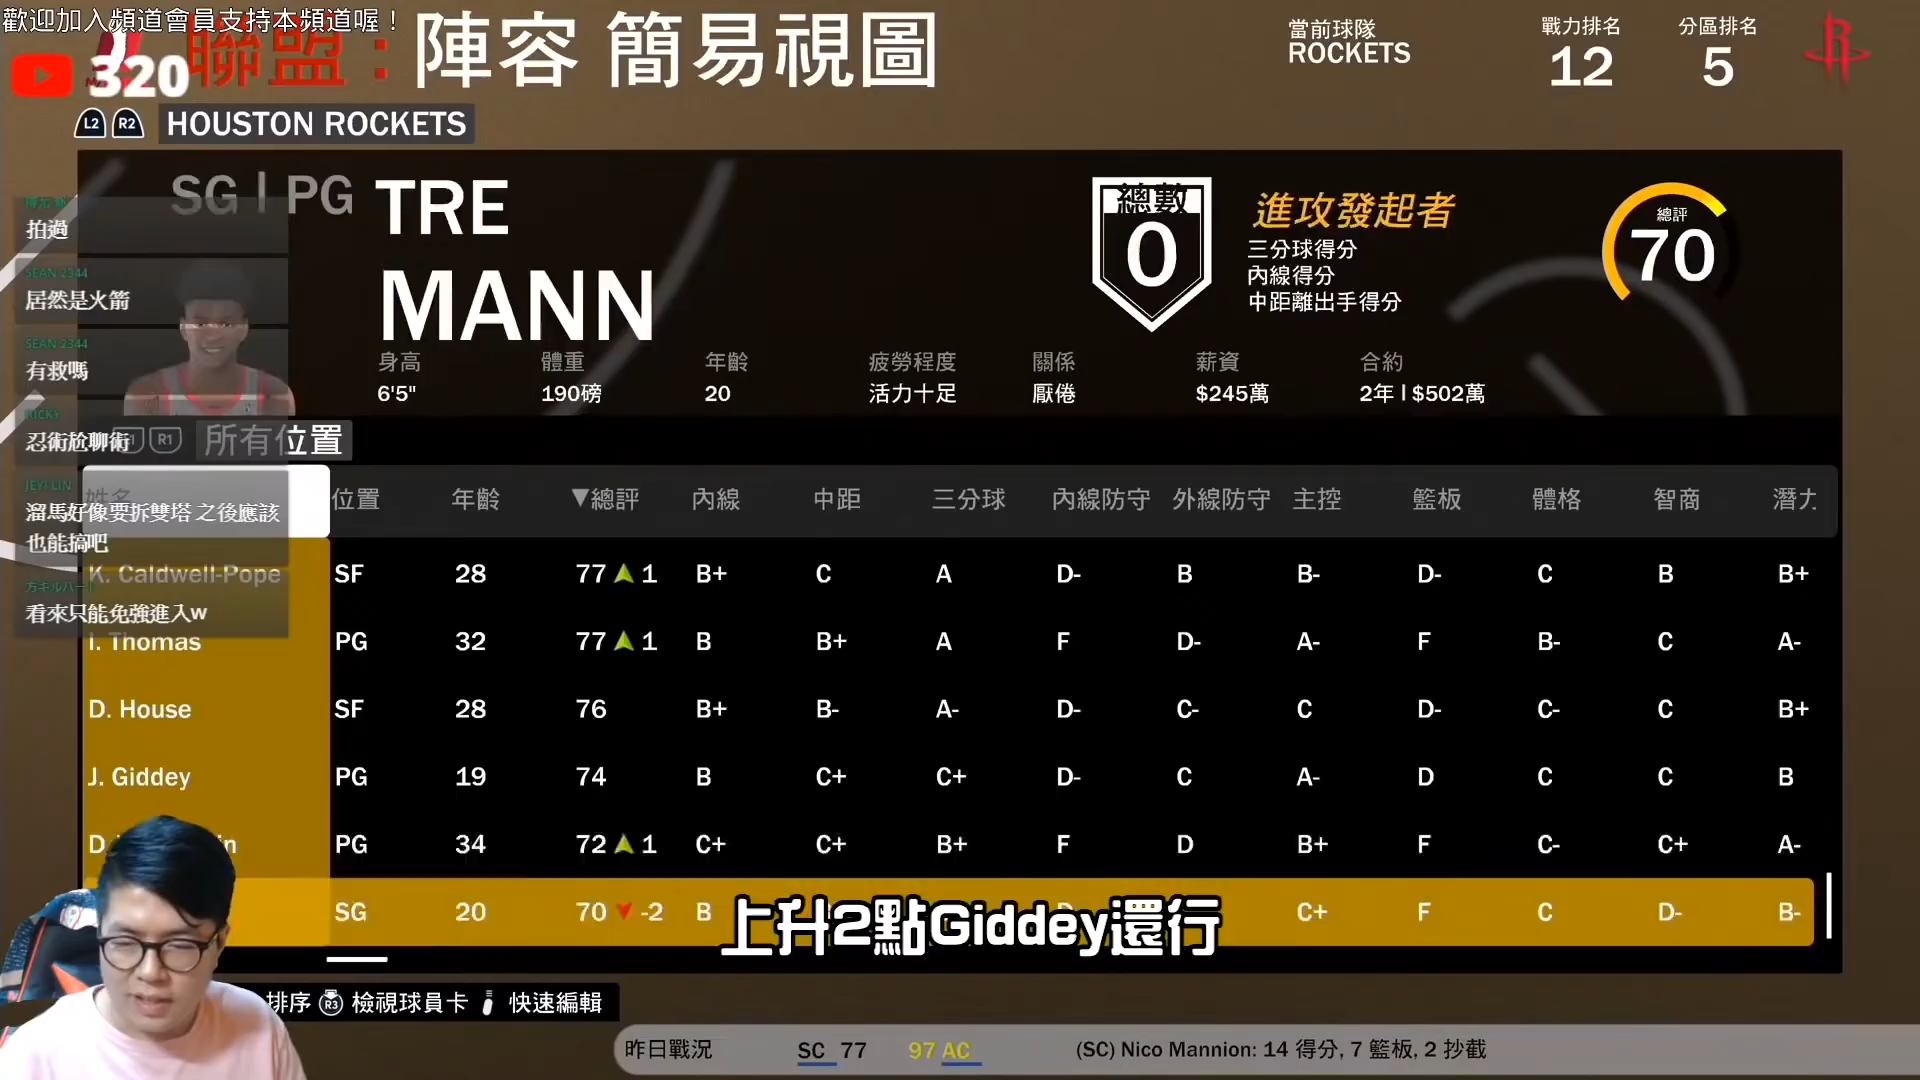 歡迎加入頻道會員支持本頻道喔！
聯盟：陣容 簡易視圖
320
當前球隊
ROCKETS
戰力排名
12
分區排名
5
L2 R2 HOUSTON ROCKETS
SG | PG
TRE
MANN
總數
0
進攻發起者
三分球得分
內線得分
中距離出手得分
總評
70
身高 體重 年齡 疲勞程度 關係 薪資 合約
6'5" 190磅 20 活力十足 厭倦 $245萬 2年 | $502萬
拍過
SEAN 2344
居然是火箭
SEAN 2344
有救嗎
RICKY
忍術尬聊術
JEYI LIN
溜馬好像要拆雙塔 之後應該
也能搞吧
看來只能免強進入w
R1 所有位置
姓名 位置 年齡 ▼總評 內線 中距 三分球 內線防守 外線防守 主控 籃板 體格 智商 潛力
K. Caldwell-Pope SF 28 77 ▲ 1 B+ C A D- B B- D- C B B+
I. Thomas PG 32 77 ▲ 1 B B+ A F D- A- F B- C A-
D. House SF 28 76 B+ B- A- D- C- C D- C- C B+
J. Giddey PG 19 74 B C+ C+ D- C A- D C C B
D. PG 34 72 ▲ 1 C+ C+ B+ F D B+ F C- C+ A-
SG 20 70 ▼ -2 B C+ F C D- B-
上升2點Giddey還行
排序 R3 檢視球員卡 快速編輯
昨日戰況 SC 77 97 AC (SC) Nico Mannion: 14 得分, 7 籃板, 2 抄截